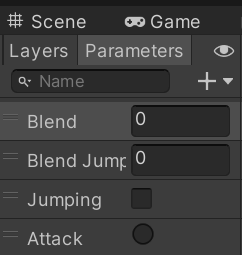 Scene Game
Layers Parameters
Name
Blend 0
Blend Jump 0
Jumping
Attack